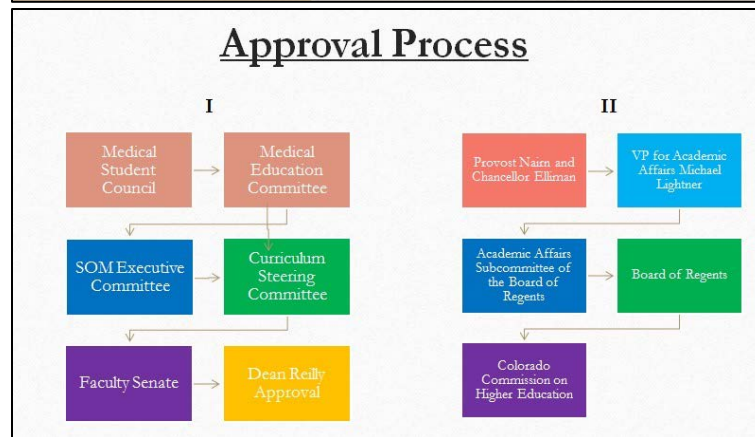 Approval Process
I
Medical
Student
Council
Medical
Education
Committee
SOM Executive
Committee
Curriculum
Steering
Committee
Faculty Senate
Dean Reilly
Approval
II
Provost Nairn and
Chancellor Elliman
VP for Academic
Affairs Michael
Lightner
Academic Affairs
Subcommittee of
the Board of
Regents
Board of Regents
Colorado
Commission on
Higher Education